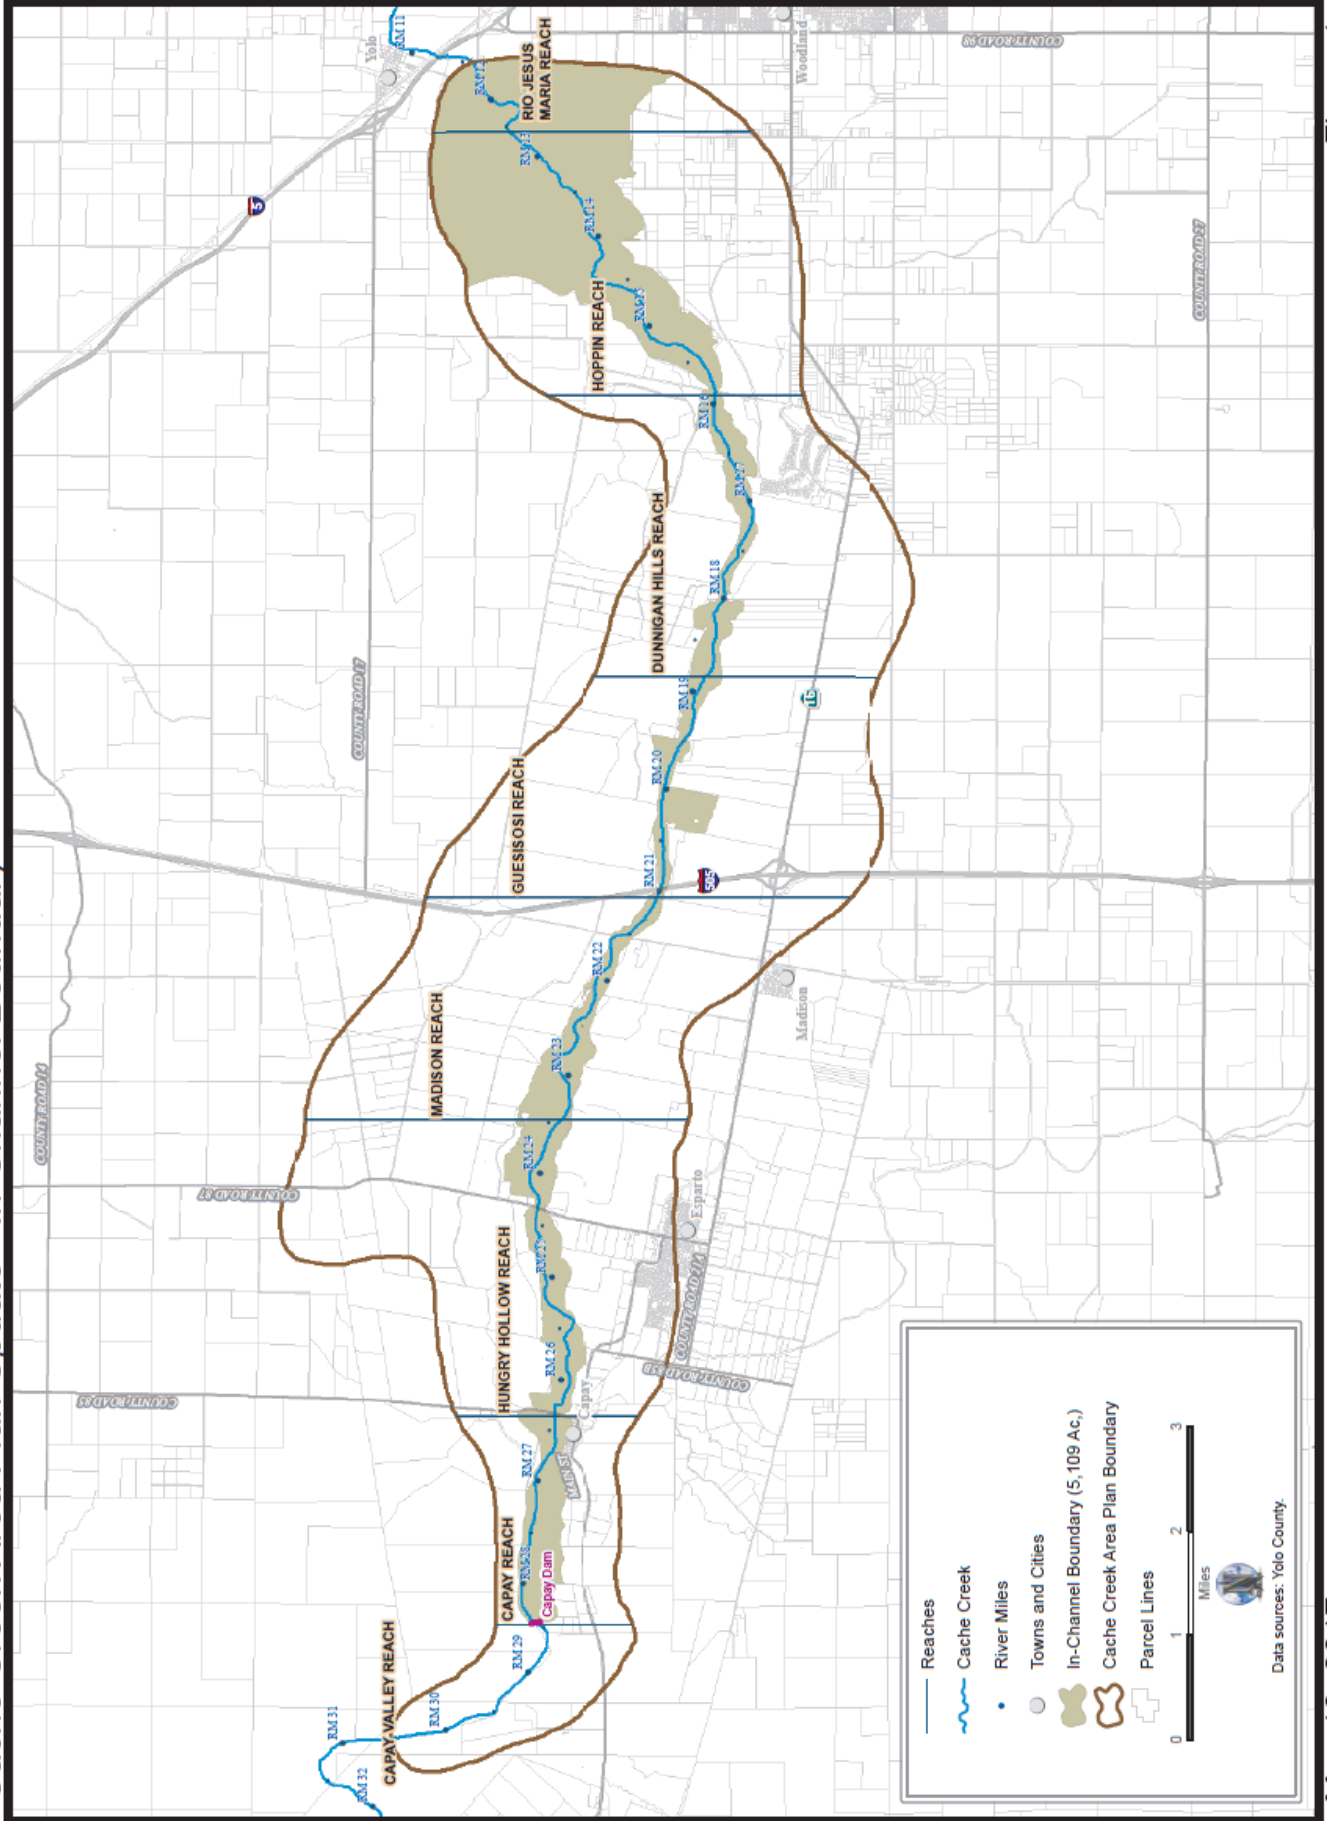 RM 32
RM 31
CAPAY VALLEY REACH
RM 30
RM 29
CAPAY REACH
Capay Dam
RM 28
RM 27
MAIN ST
Capay
COUNTY ROAD 85
HUNGRY HOLLOW REACH
RM 26
COUNTY ROAD 85B
COUNTY ROAD 21A
Esparto
RM 25
COUNTY ROAD 87
RM 24
COUNTY ROAD 14
MADISON REACH
RM 23
RM 22
Madison
RM 21
505
GUESISOSI REACH
RM 20
COUNTY ROAD 17
RM 19
16
DUNNIGAN HILLS REACH
RM 18
RM 17
RM 16
HOPPIN REACH
RM 15
RM 14
COUNTY ROAD 27
5
RM 13
RIO JESUS
MARIA REACH
RM 12
RM 11
Yolo
Woodland
COUNTY ROAD 98
Reaches
Cache Creek
River Miles
Towns and Cities
In-Channel Boundary (5,109 Ac,)
Cache Creek Area Plan Boundary
Parcel Lines
0 1 2 3
Miles
N
Data sources: Yolo County.